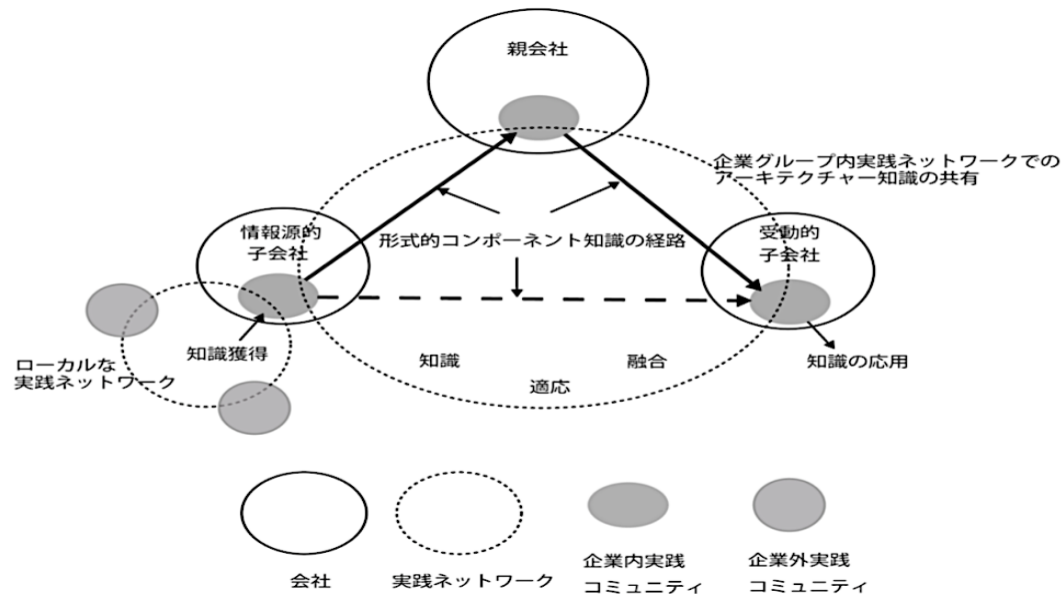 親会社
企業グループ内実践ネットワークでの
アーキテクチャー知識の共有
情報源的
子会社
形式的コンポーネント知識の経路
受動的
子会社
知識獲得
ローカルな
実践ネットワーク
知識
融合
適応
知識の応用
会社
実践ネットワーク
企業内実践
コミュニティ
企業外実践
コミュニティ